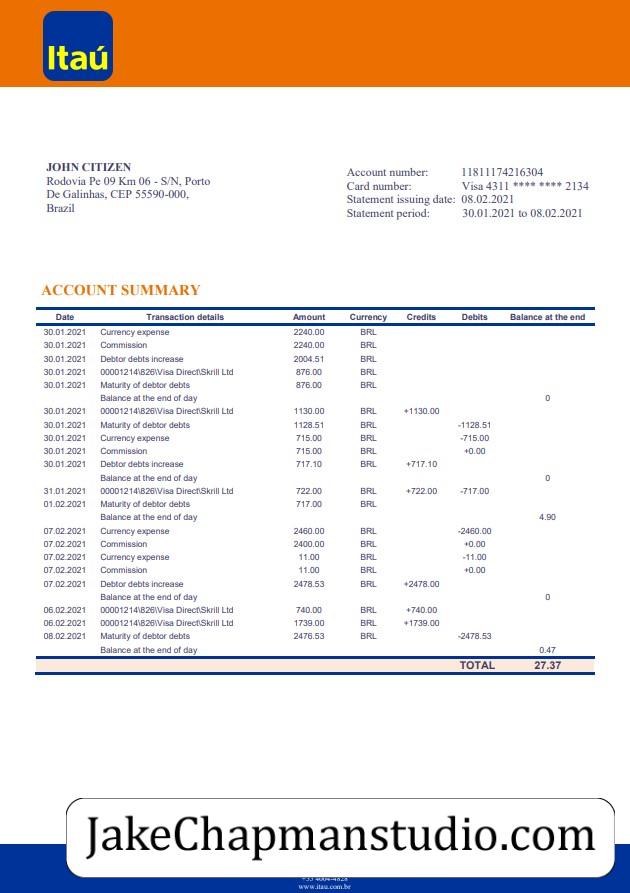 Itaú
JOHN CITIZEN
Rodovia Pe 09 Km 06 - S/N, Porto
De Galinhas, CEP 55590-000,
Brazil
Account number: 11811174216304
Card number: Visa 4311 **** **** 2134
Statement issuing date: 08.02.2021
Statement period: 30.01.2021 to 08.02.2021
ACCOUNT SUMMARY
Date Transaction details Amount Currency Credits Debits Balance at the end
30.01.2021 Currency expense 2240.00 BRL
30.01.2021 Commission 2240.00 BRL
30.01.2021 Debtor debts increase 2004.51 BRL
30.01.2021 00001214\826\Visa Direct\Skrill Ltd 876.00 BRL
30.01.2021 Maturity of debtor debts 876.00 BRL
Balance at the end of day 0
30.01.2021 00001214\826\Visa Direct\Skrill Ltd 1130.00 BRL +1130.00
30.01.2021 Maturity of debtor debts 1128.51 BRL -1128.51
30.01.2021 Currency expense 715.00 BRL -715.00
30.01.2021 Commission 715.00 BRL +0.00
30.01.2021 Debtor debts increase 717.10 BRL +717.10
Balance at the end of day 0
31.01.2021 00001214\826\Visa Direct\Skrill Ltd 722.00 BRL +722.00 -717.00
01.02.2021 Maturity of debtor debts 717.00 BRL
Balance at the end of day 4.90
07.02.2021 Currency expense 2460.00 BRL -2460.00
07.02.2021 Commission 2400.00 BRL +0.00
07.02.2021 Currency expense 11.00 BRL -11.00
07.02.2021 Commission 11.00 BRL +0.00
07.02.2021 Debtor debts increase 2478.53 BRL +2478.00
Balance at the end of day 0
06.02.2021 00001214\826\Visa Direct\Skrill Ltd 740.00 BRL +740.00
06.02.2021 00001214\826\Visa Direct\Skrill Ltd 1739.00 BRL +1739.00
08.02.2021 Maturity of debtor debts 2476.53 BRL -2478.53
Balance at the end of day 0.47
TOTAL 27.37
JakeChapmanstudio.com
www.itau.com.br